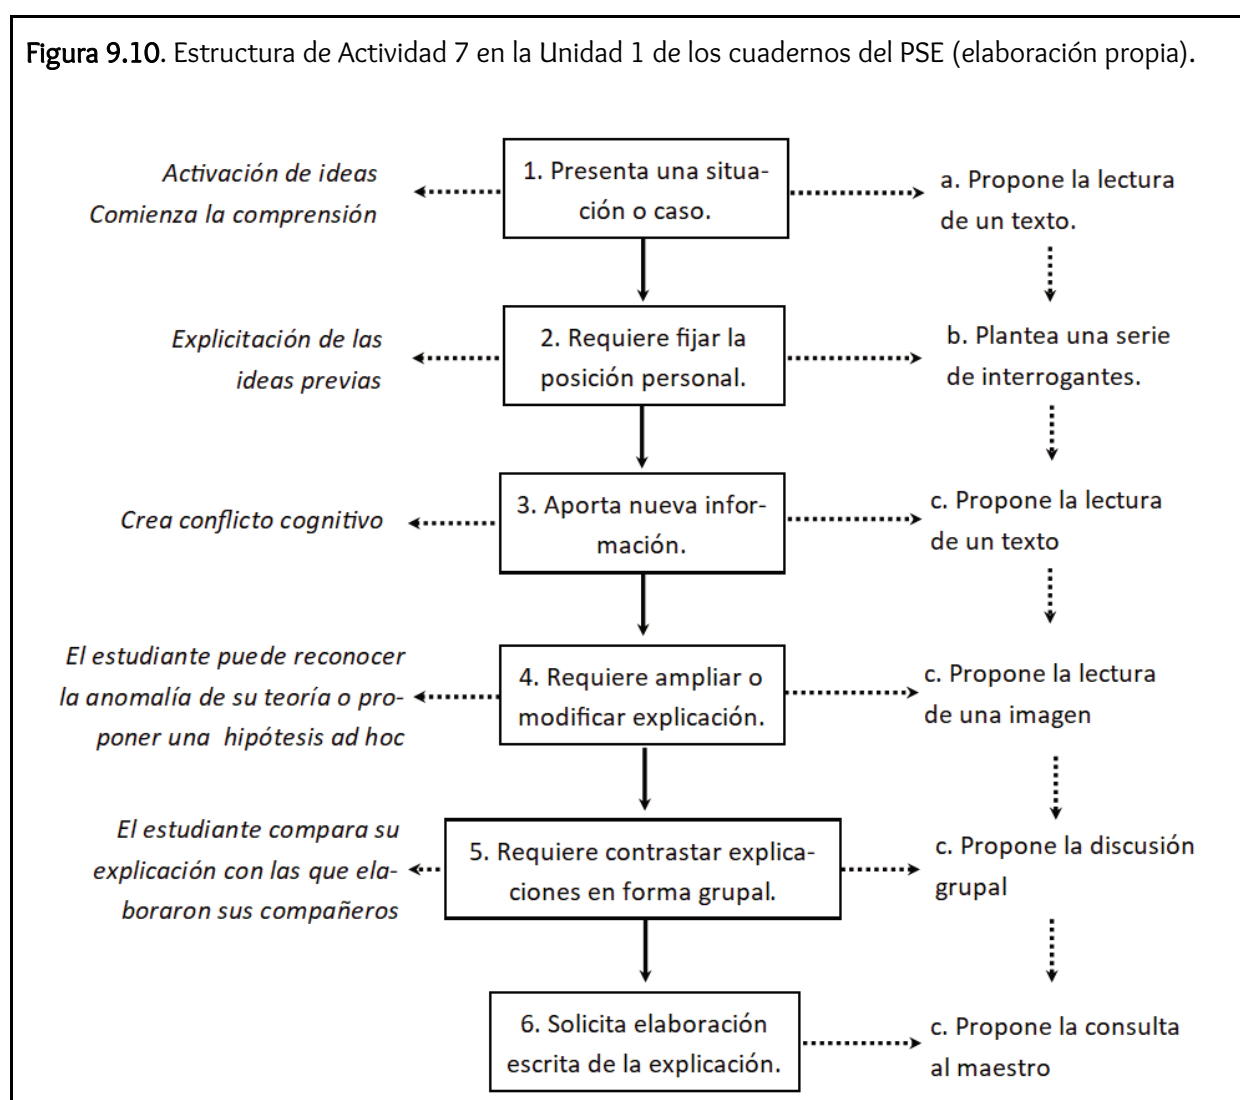 Figura 9.10. Estructura de Actividad 7 en la Unidad 1 de los cuadernos del PSE (elaboración propia).
Activación de ideas
Comienza la comprensión
1. Presenta una situa-
ción o caso.
a. Propone la lectura
de un texto.
Explicitación de las
ideas previas
2. Requiere fijar la
posición personal.
b. Plantea una serie
de interrogantes.
Crea conflicto cognitivo
3. Aporta nueva infor-
mación.
c. Propone la lectura
de un texto
El estudiante puede reconocer
la anomalía de su teoría o pro-
poner una hipótesis ad hoc
4. Requiere ampliar o
modificar explicación.
c. Propone la lectura
de una imagen
El estudiante compara su
explicación con las que ela-
boraron sus compañeros
5. Requiere contrastar explica-
ciones en forma grupal.
c. Propone la discusión
grupal
6. Solicita elaboración
escrita de la explicación.
c. Propone la consulta
al maestro